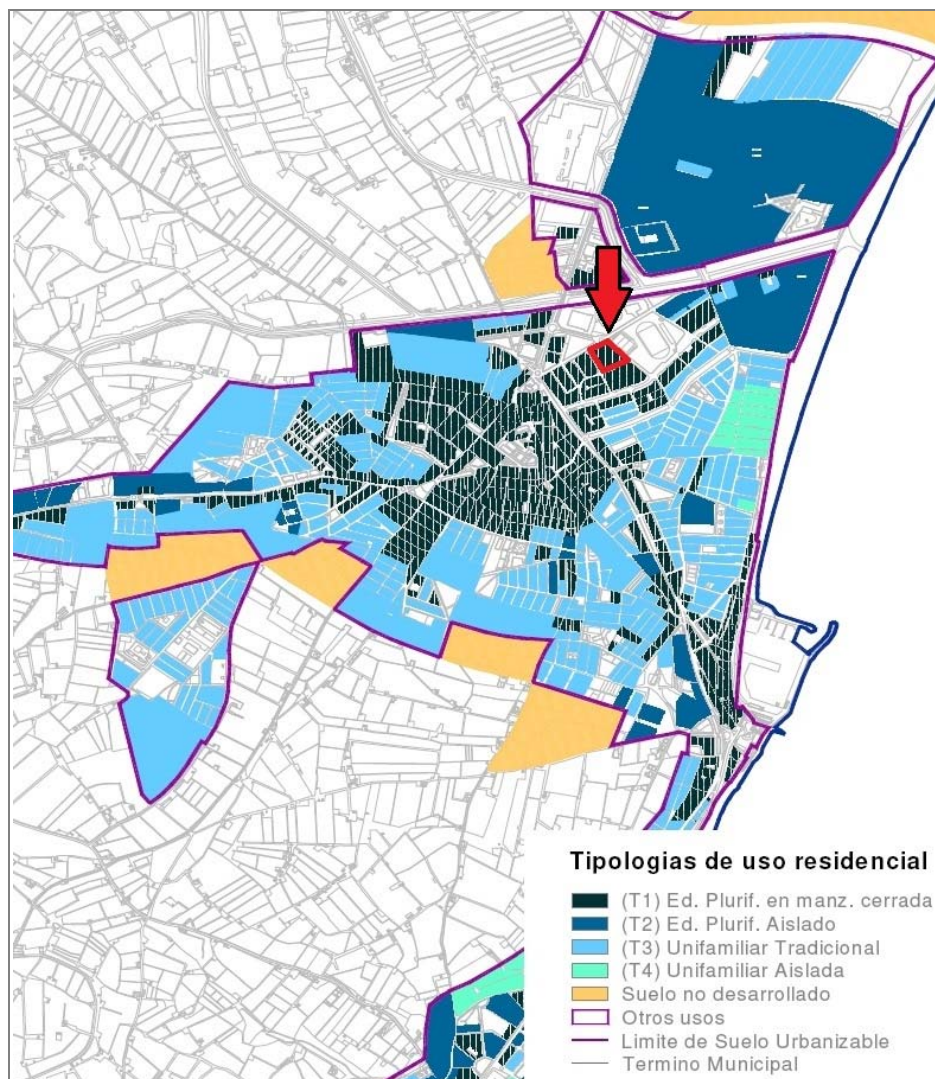 Tipologias de uso residencial
(T1) Ed. Plurif. en manz. cerrada
(T2) Ed. Plurif. Aislado
(T3) Unifamiliar Tradicional
(T4) Unifamiliar Aislada
Suelo no desarrollado
Otros usos
Limite de Suelo Urbanizable
Termino Municipal